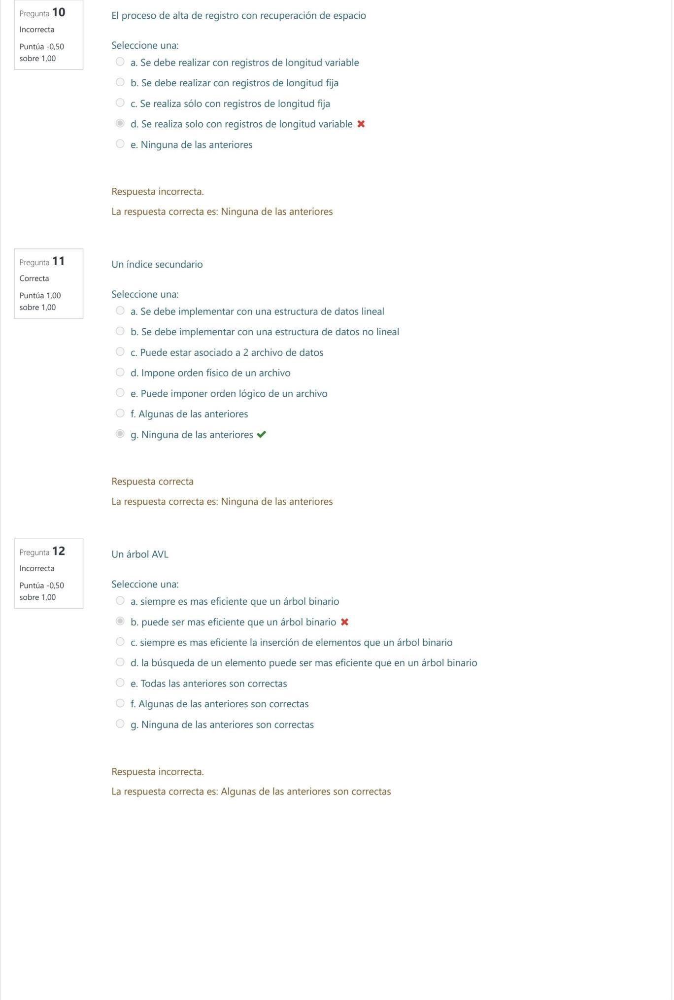 Pregunta 10
Incorrecta
Puntúa -0,50
sobre 1,00
El proceso de alta de registro con recuperación de espacio
Seleccione una:
a. Se debe realizar con registros de longitud variable
b. Se debe realizar con registros de longitud fija
c. Se realiza sólo con registros de longitud fija
d. Se realiza solo con registros de longitud variable
e. Ninguna de las anteriores
Respuesta incorrecta.
La respuesta correcta es: Ninguna de las anteriores
Pregunta 11
Correcta
Puntúa 1,00
sobre 1,00
Un índice secundario
Seleccione una:
a. Se debe implementar con una estructura de datos lineal
b. Se debe implementar con una estructura de datos no lineal
c. Puede estar asociado a 2 archivo de datos
d. Impone orden físico de un archivo
e. Puede imponer orden lógico de un archivo
f. Algunas de las anteriores
g. Ninguna de las anteriores
Respuesta correcta
La respuesta correcta es: Ninguna de las anteriores
Pregunta 12
Incorrecta
Puntúa -0,50
sobre 1,00
Un árbol AVL
Seleccione una:
a. siempre es mas eficiente que un árbol binario
b. puede ser mas eficiente que un árbol binario
c. siempre es mas eficiente la inserción de elementos que un árbol binario
d. la búsqueda de un elemento puede ser mas eficiente que en un árbol binario
e. Todas las anteriores son correctas
f. Algunas de las anteriores son correctas
g. Ninguna de las anteriores son correctas
Respuesta incorrecta.
La respuesta correcta es: Algunas de las anteriores son correctas